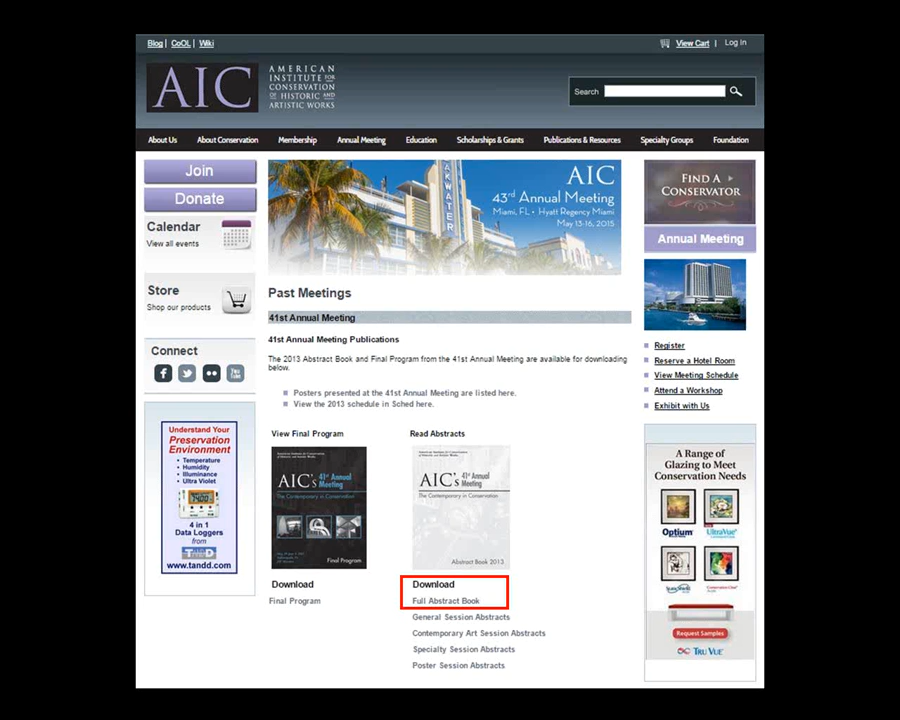 Blog | CoOL | Wiki
View Cart | Log In
AIC
AMERICAN
INSTITUTE FOR
CONSERVATION
OF HISTORIC AND
ARTISTIC WORKS
Search
About Us About Conservation Membership Annual Meeting Education Scholarships & Grants Publications & Resources Specialty Groups Foundation
Join
Donate
Calendar
View all events
Store
Shop our products
Connect
You
Tube
Understand Your
Preservation
Environment
• Temperature
• Humidity
• Illuminance
• Ultra Violet
4 in 1
Data Loggers
from
T&D
www.tandd.com
AKWATER
AIC
43rd Annual Meeting
Miami, FL • Hyatt Regency Miami
May 13-16, 2015
Past Meetings
41st Annual Meeting
41st Annual Meeting Publications
The 2013 Abstract Book and Final Program from the 41st Annual Meeting are available for downloading
below.
Posters presented at the 41st Annual Meeting are listed here.
View the 2013 schedule in Sched here.
View Final Program
AIC's 41st Annual
Meeting
The Contemporary in Conservation
Final Program
Download
Final Program
Read Abstracts
AIC's 41st Annual
Meeting
The Contemporary in Conservation
Abstract Book 2013
Download
Full Abstract Book
General Session Abstracts
Contemporary Art Session Abstracts
Specialty Session Abstracts
Poster Session Abstracts
FIND A
CONSERVATOR
Annual Meeting
Register
Reserve a Hotel Room
View Meeting Schedule
Attend a Workshop
Exhibit with Us
A Range of
Glazing to Meet
Conservation Needs
Optium
UltraVue
Request Samples
TRU VUE